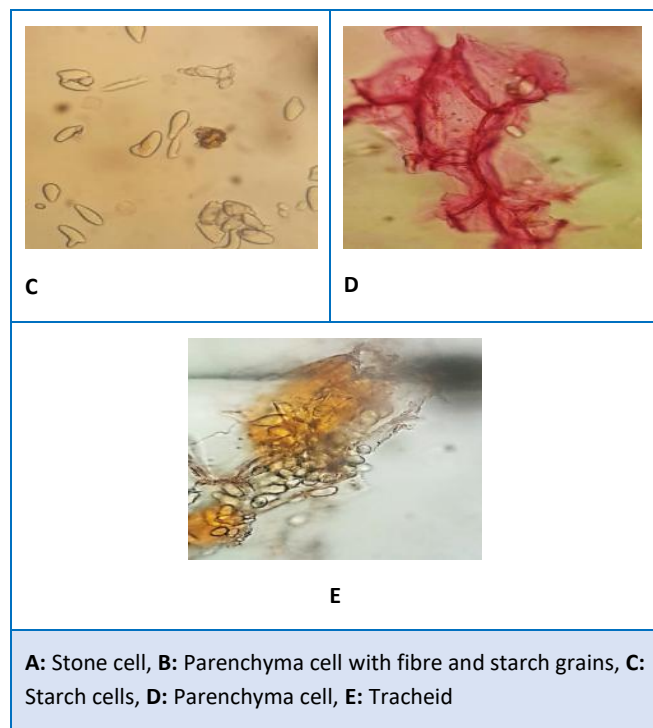 C
D
E
A: Stone cell, B: Parenchyma cell with fibre and starch grains, C:
Starch cells, D: Parenchyma cell, E: Tracheid